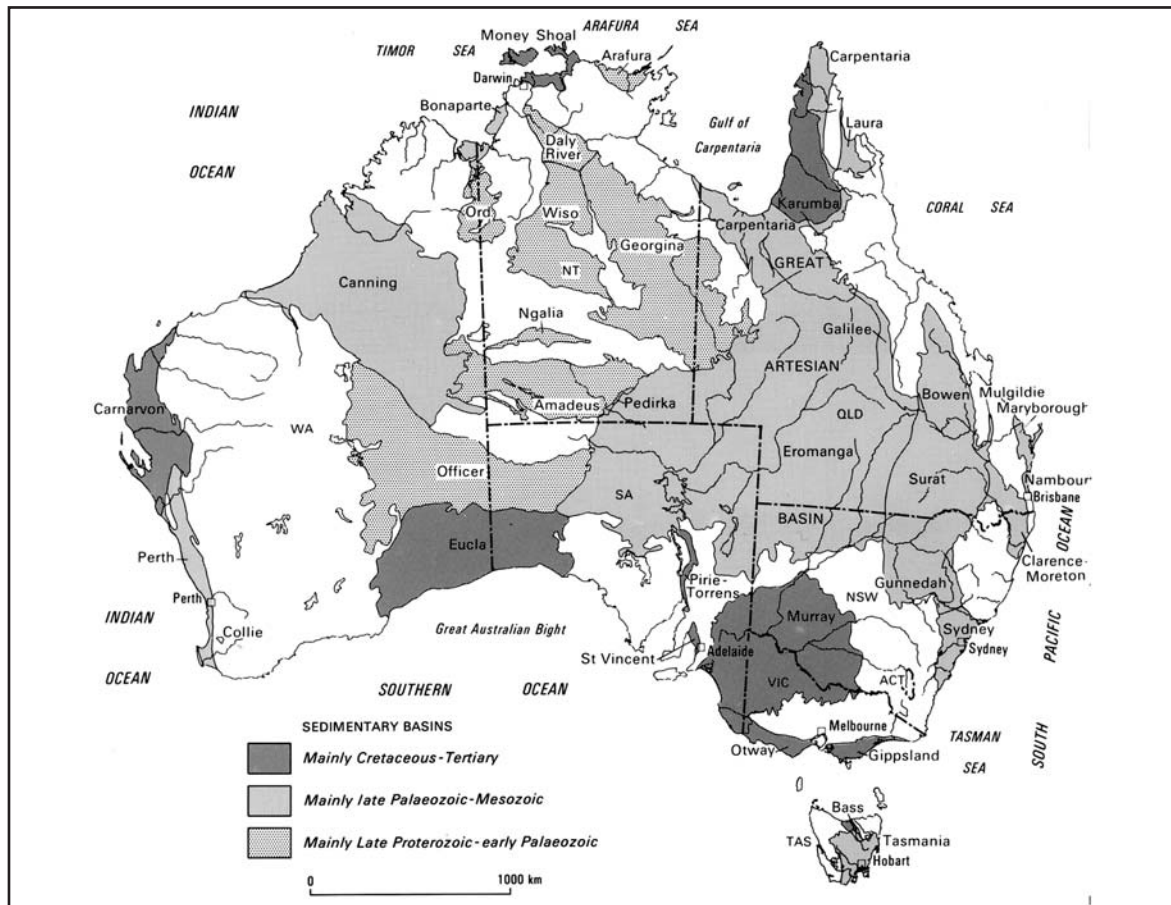 ARAFURA SEA
Money Shoal
TIMOR SEA
Arafura
Carpentaria
Darwin
INDIAN
OCEAN
Bonaparte
Gulf of
Carpentaria
Laura
Daly
River
Karumba
CORAL SEA
Ord
Wiso
Carpentaria
Georgina
GREAT
NT
Canning
Ngalia
Galilee
ARTESIAN
Carnarvon
Amadeus
Pedirka
Bowen
Mulgildie
Maryborough
QLD
WA
Eromanga
Officer
SA
Surat
Nambour
Brisbane
BASIN
OCEAN
Eucla
Perth
Clarence-
Moreton
Pirie-
Torrens
Gunnedah
NSW
Perth
Murray
INDIAN
OCEAN
Collie
Great Australian Bight
Sydney
Sydney
PACIFIC
St Vincent
Adelaide
VIC
ACT
SOUTHERN OCEAN
SEDIMENTARY BASINS
Mainly Cretaceous-Tertiary
Melbourne
TASMAN
SEA
SOUTH
Otway
Gippsland
Mainly late Palaeozoic-Mesozoic
Bass
Mainly Late Proterozoic-early Palaeozoic
TAS
Tasmania
Hobart
0 1000 km